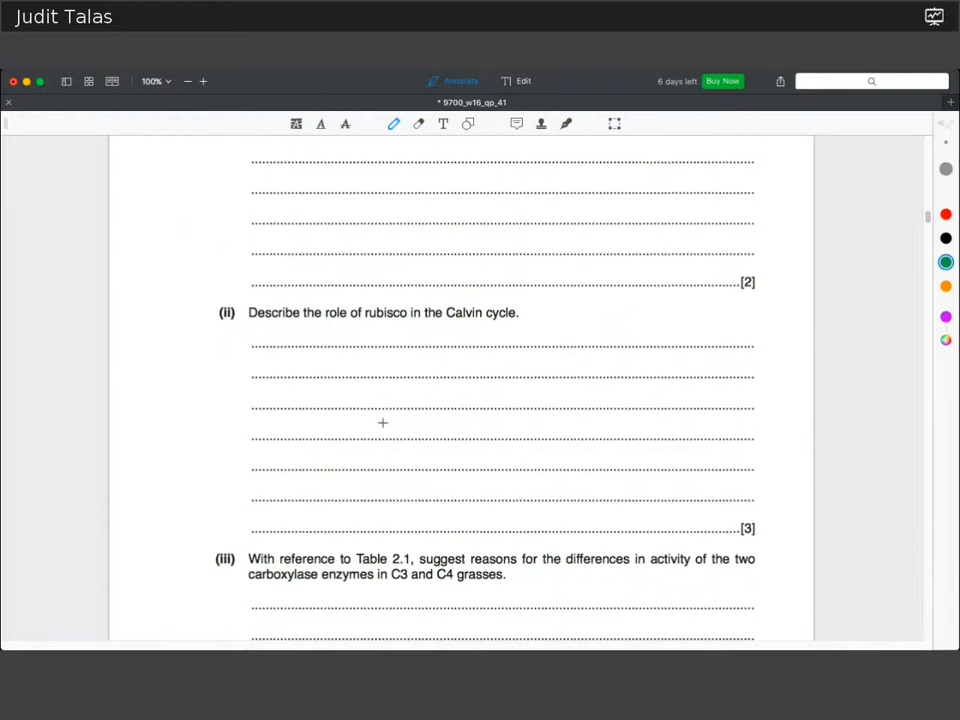 Judit Talas
100%
Annotate
Edit
6 days left
Buy Now
* 9700_w16_qp_41
[2]
(ii) Describe the role of rubisco in the Calvin cycle.
[3]
(iii) With reference to Table 2.1, suggest reasons for the differences in activity of the two
carboxylase enzymes in C3 and C4 grasses.